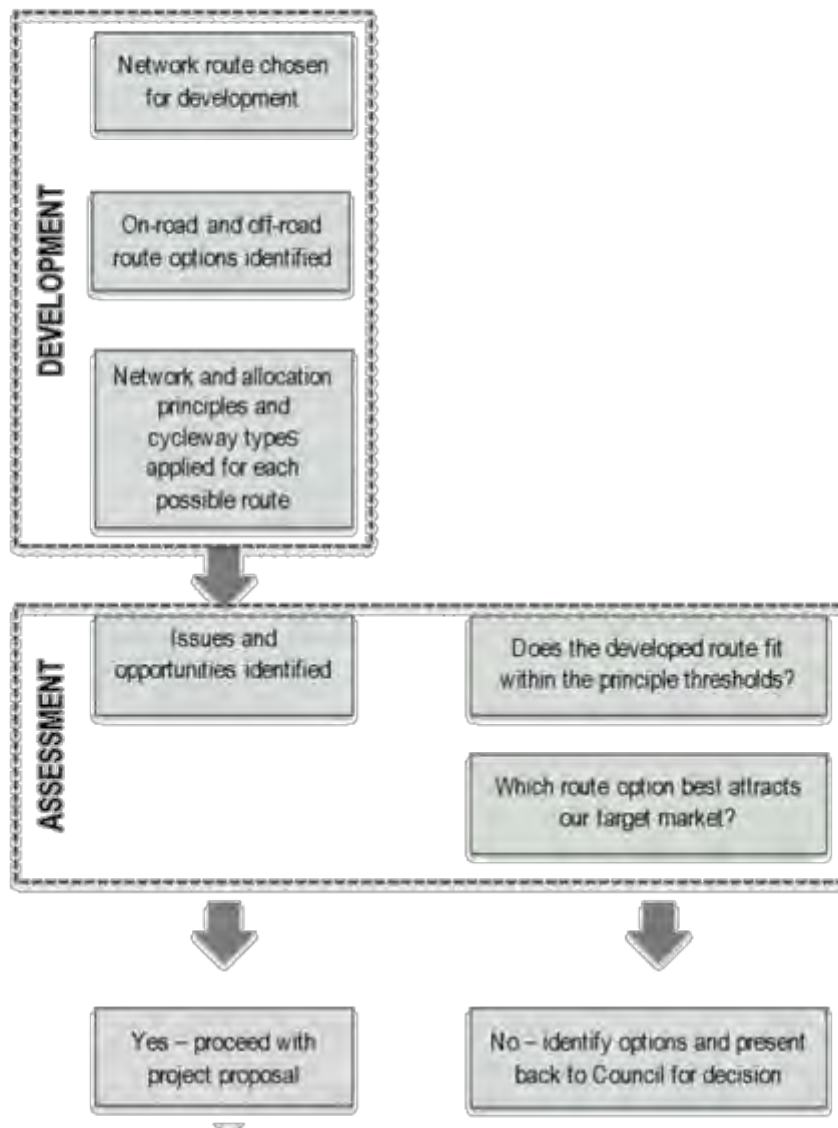 DEVELOPMENT
Network route chosen
for development
On-road and off-road
route options identified
Network and allocation
principles and
cycleway types
applied for each
possible route
ASSESSMENT
Issues and
opportunities identified
Does the developed route fit
within the principle thresholds?
Which route option best attracts
our target market?
Yes – proceed with
project proposal
No – identify options and present
back to Council for decision